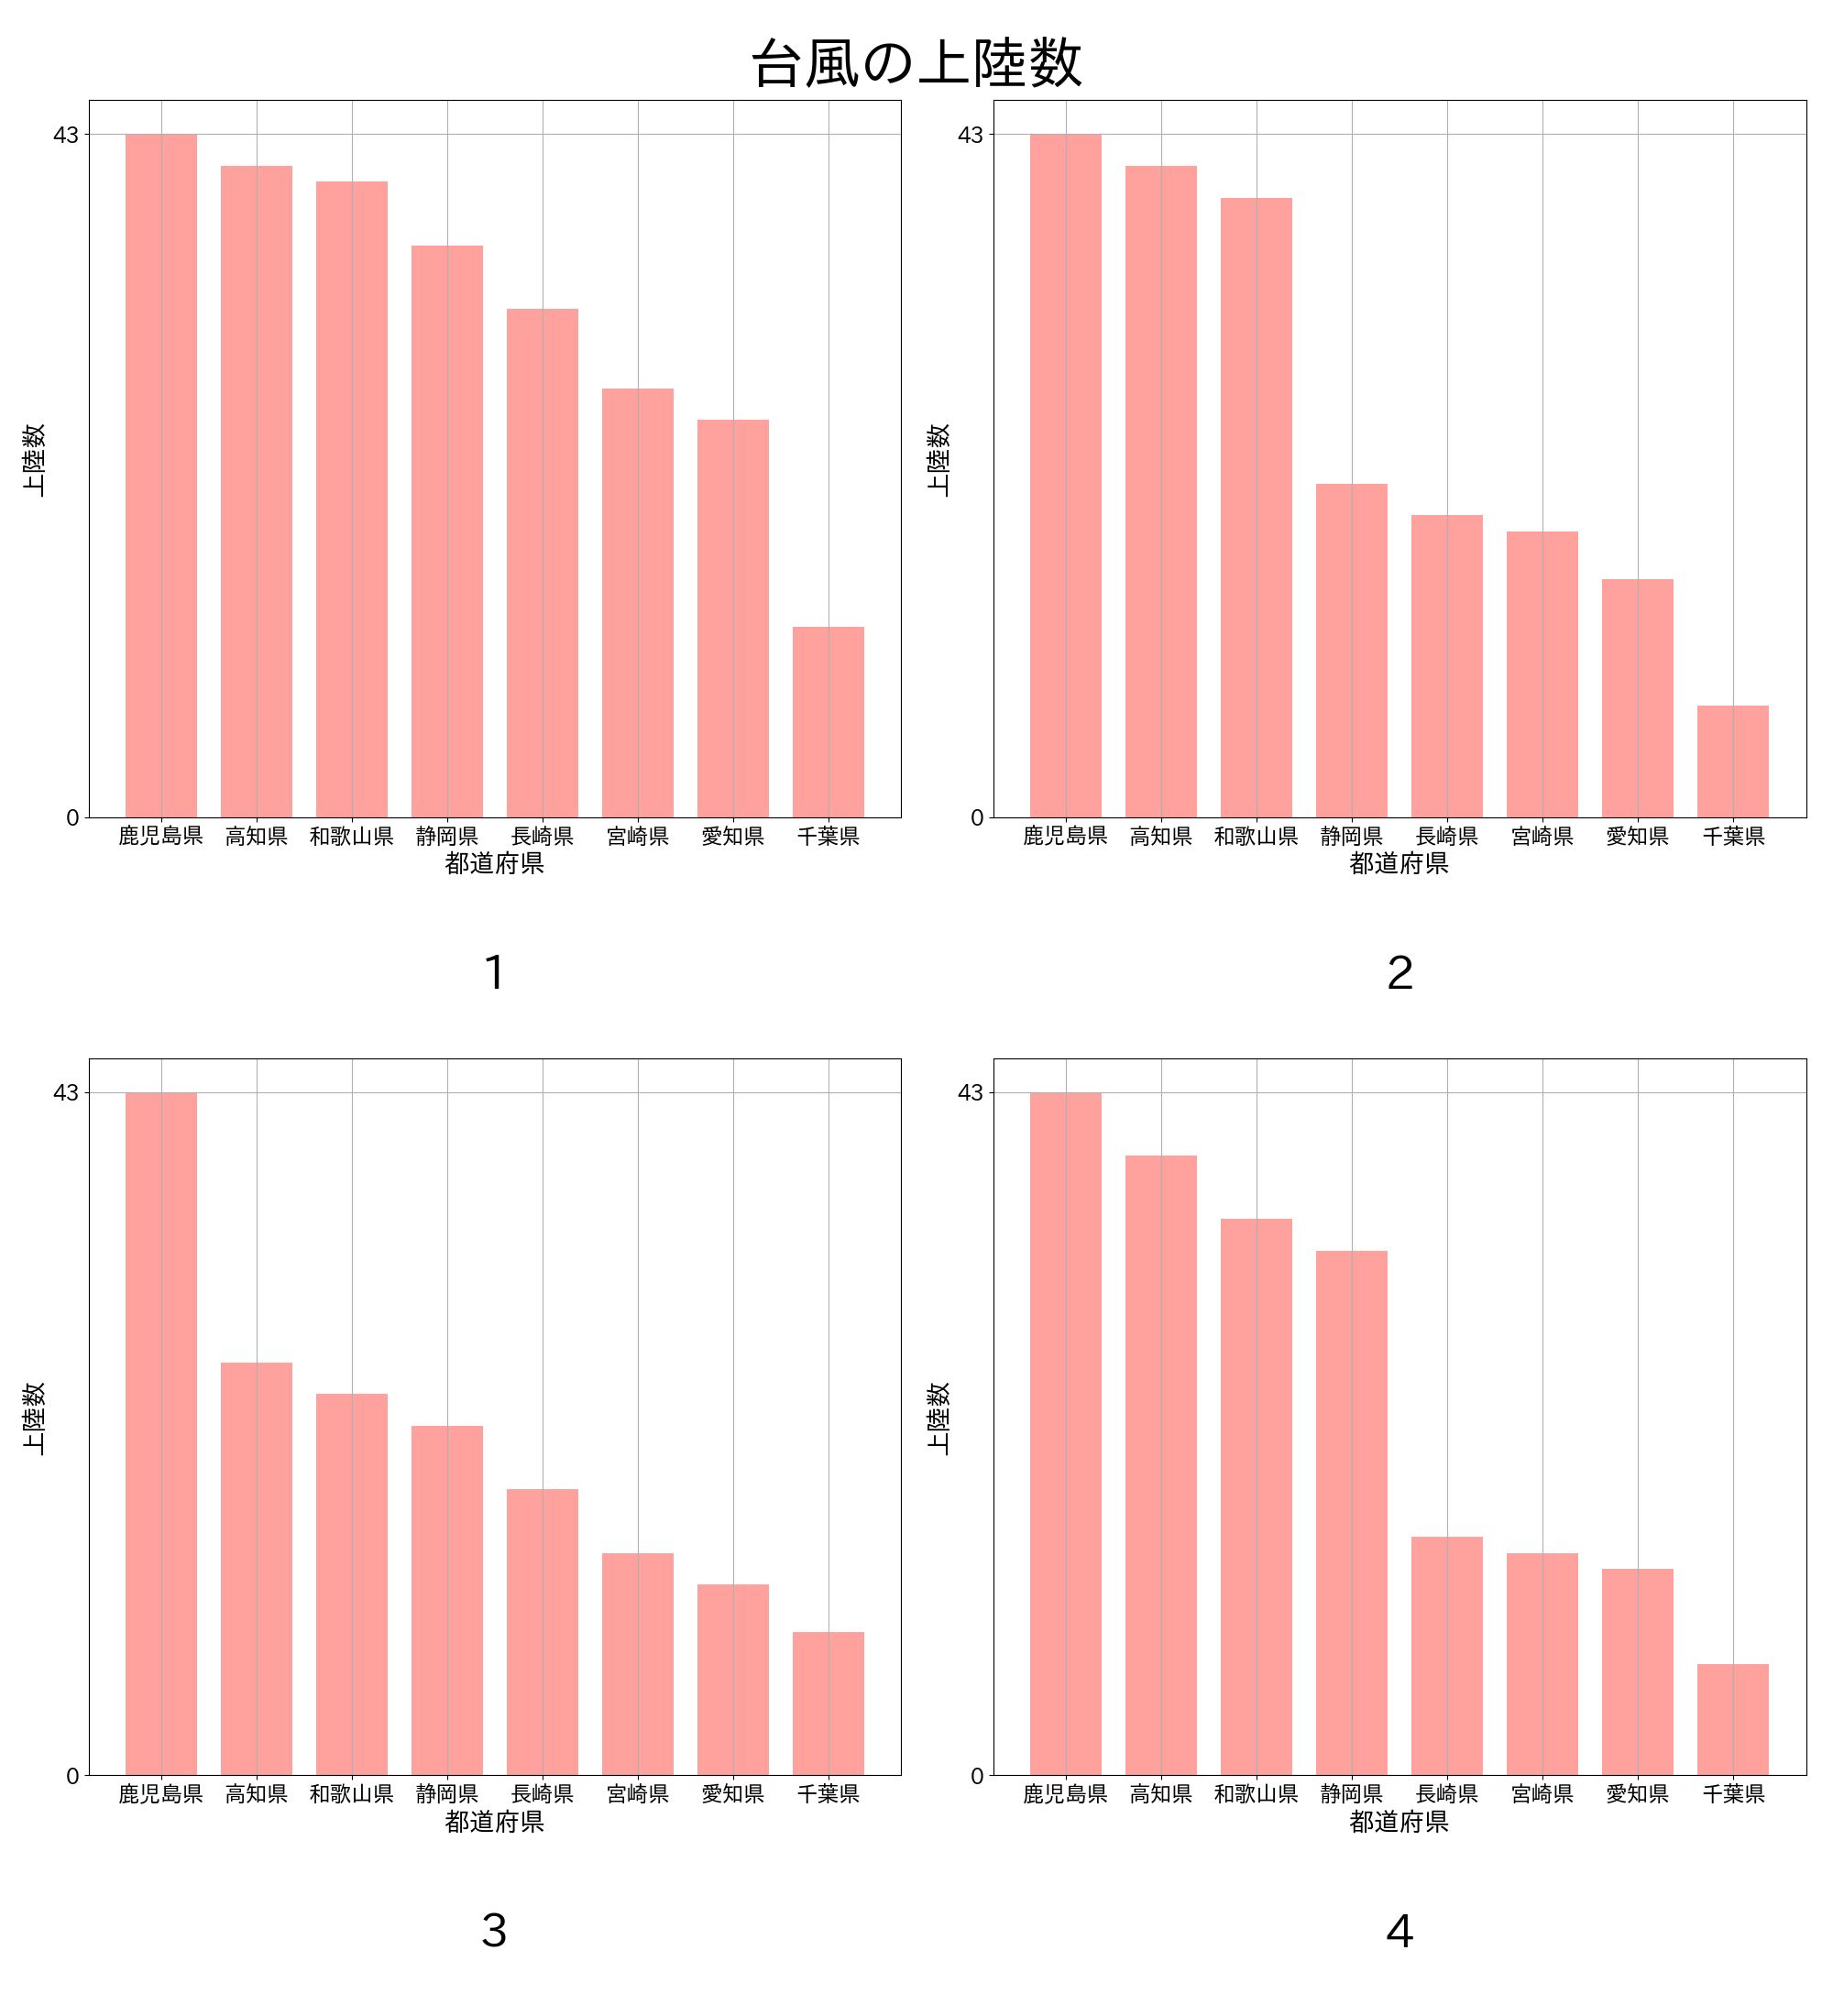 台風の上陸数
43
0
上陸数
鹿児島県 高知県 和歌山県 静岡県 長崎県 宮崎県 愛知県 千葉県
都道府県
1
43
0
上陸数
鹿児島県 高知県 和歌山県 静岡県 長崎県 宮崎県 愛知県 千葉県
都道府県
2
43
0
上陸数
鹿児島県 高知県 和歌山県 静岡県 長崎県 宮崎県 愛知県 千葉県
都道府県
3
43
0
上陸数
鹿児島県 高知県 和歌山県 静岡県 長崎県 宮崎県 愛知県 千葉県
都道府県
4